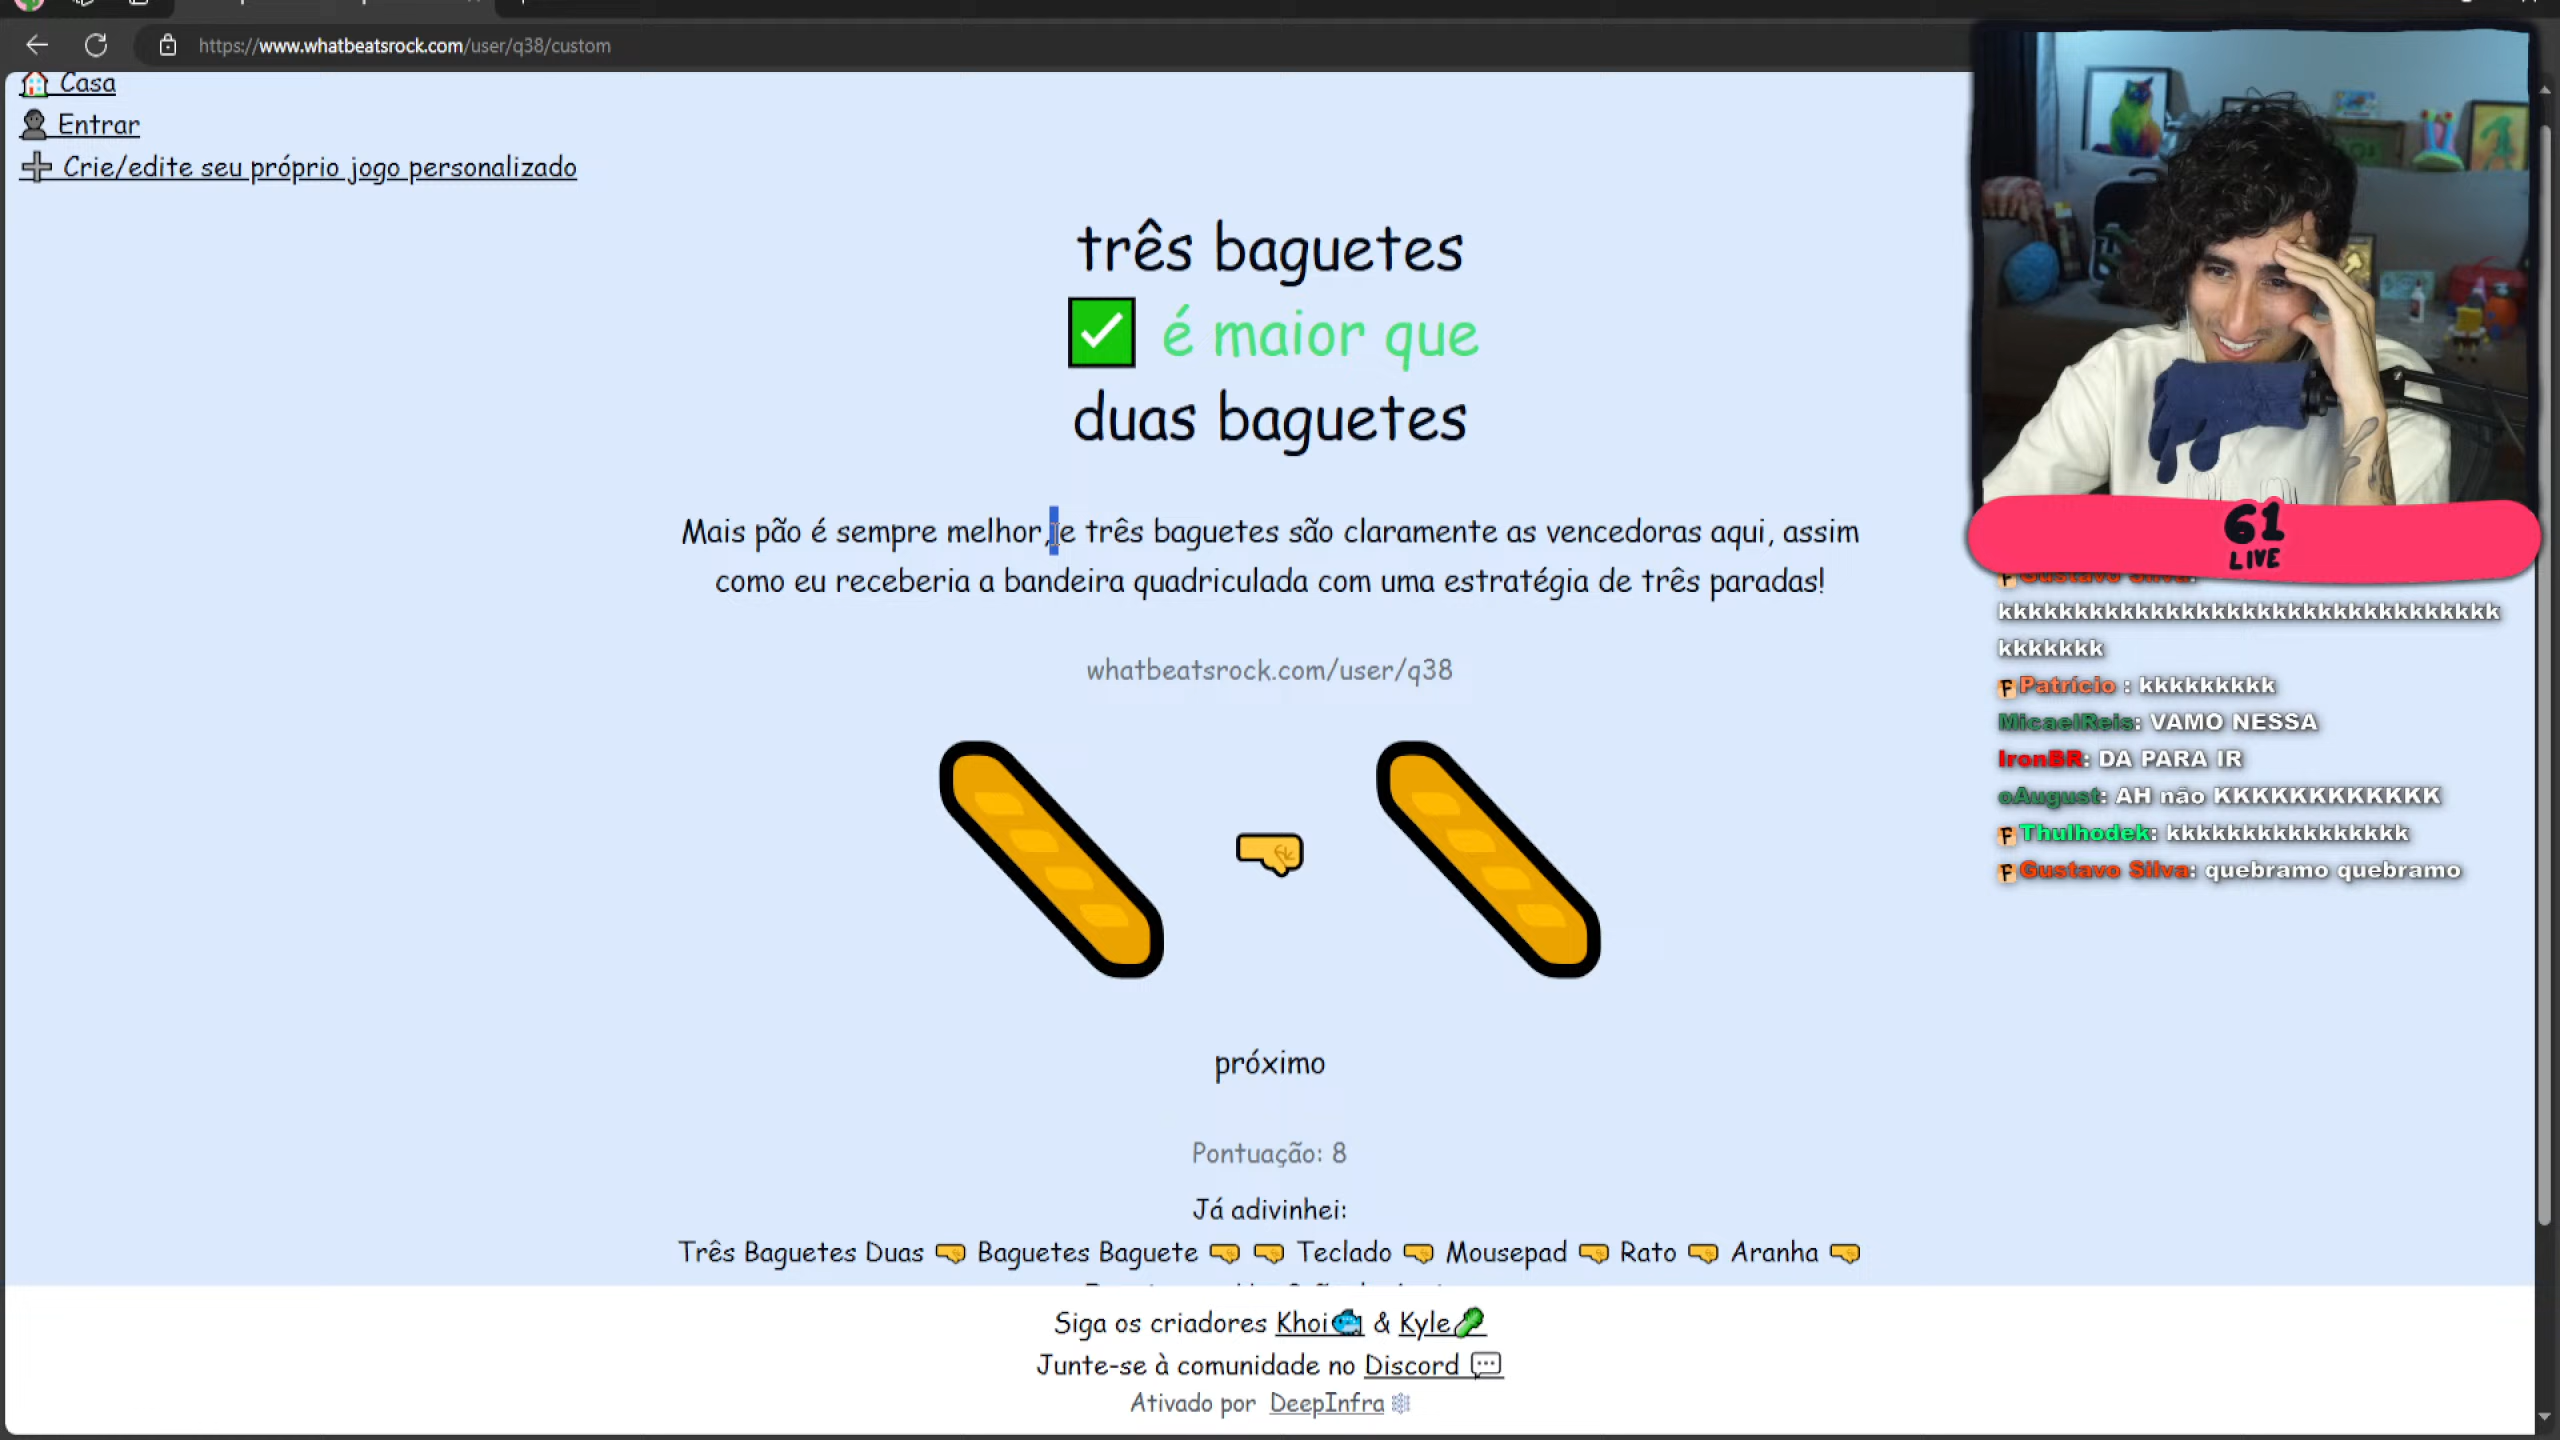 https://www.whatbeatsrock.com/user/q38/custom
Casa
Entrar
Crie/edite seu próprio jogo personalizado
três baguetes
é maior que
duas baguetes
Mais pão é sempre melhor, e três baguetes são claramente as vencedoras aqui, assim
como eu receberia a bandeira quadriculada com uma estratégia de três paradas!
whatbeatsrock.com/user/q38
próximo
Pontuação: 8
Já adivinhei:
Três Baguetes Duas 🤜 Baguetes Baguete 🤜 🤜 Teclado 🤜 Mousepad 🤜 Rato 🤜 Aranha 🤜
Siga os criadores Khoi🐟 & Kyle🥬
Junte-se à comunidade no Discord 💬
Ativado por DeepInfra
61
LIVE
Gustavo Silva:
kkkkkkkkkkkkkkkkkkkkkkkkkkkkkkkkk
kkkkkkk
Patrício : kkkkkkkkk
MicaelReis: VAMO NESSA
IronBR: DA PARA IR
oAugust: AH não KKKKKKKKKKKK
Thulhodek: kkkkkkkkkkkkkkkk
Gustavo Silva: quebramo quebramo